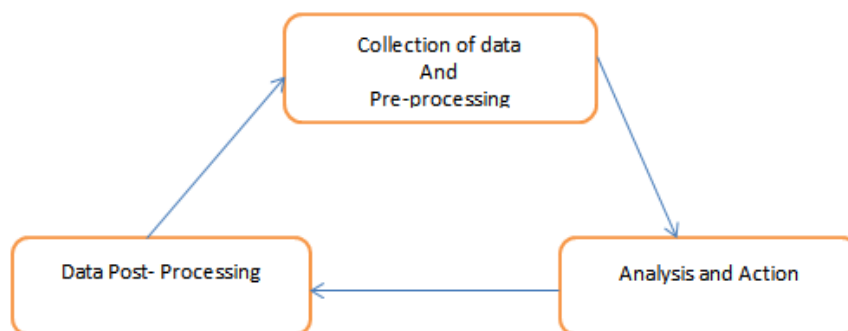 Collection of data
And
Pre-processing
Data Post- Processing
Analysis and Action